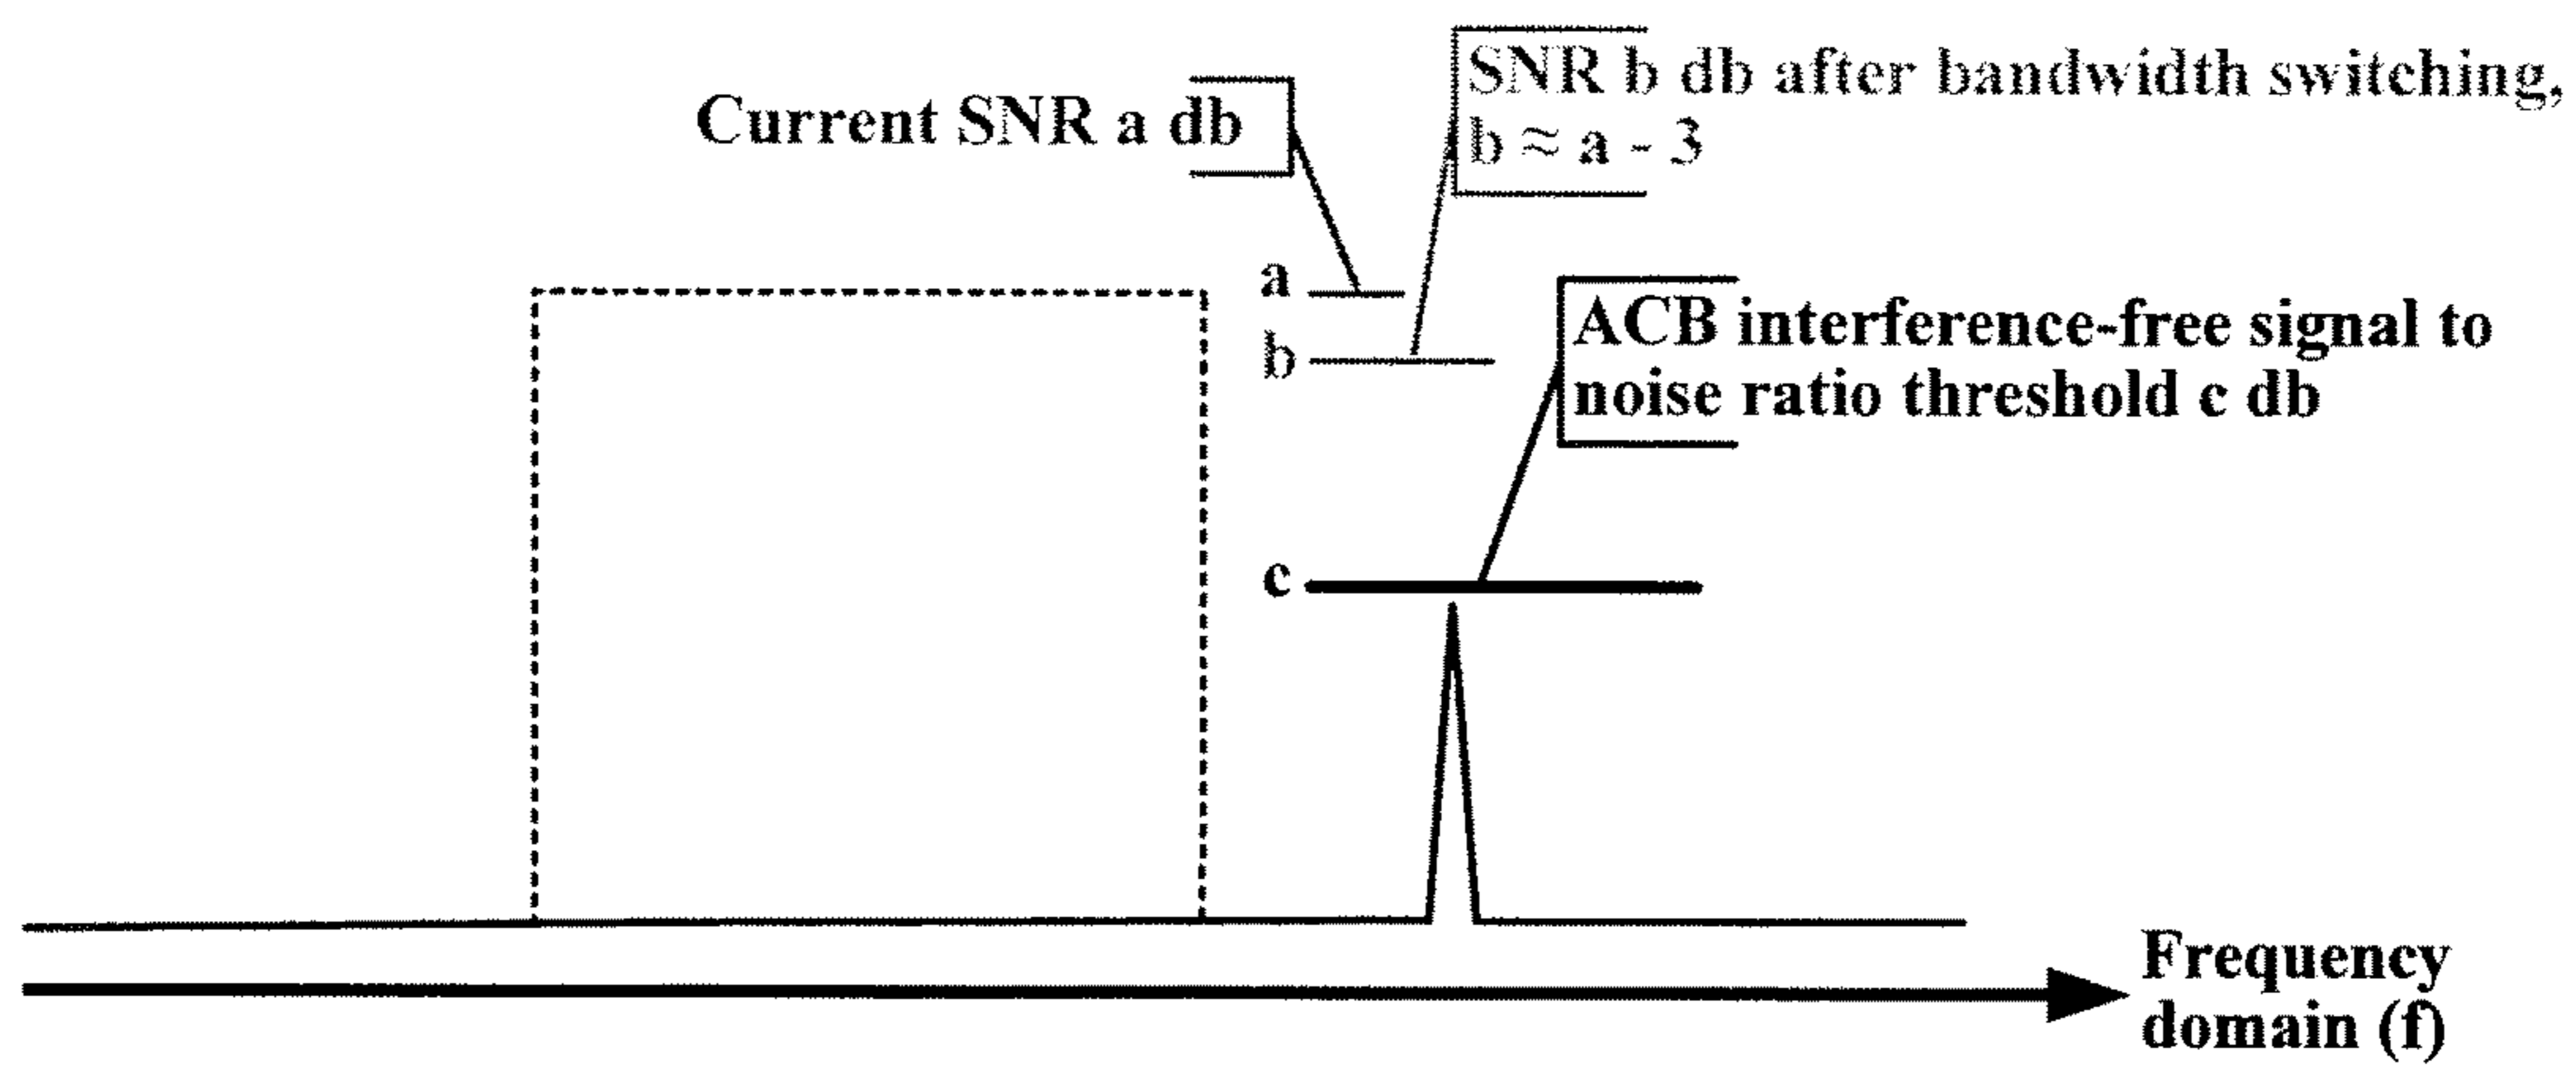 Current SNR a db
SNR b db after bandwidth switching,
b ≈ a - 3
a
b
ACB interference-free signal to
noise ratio threshold c db
c
Frequency
domain (f)